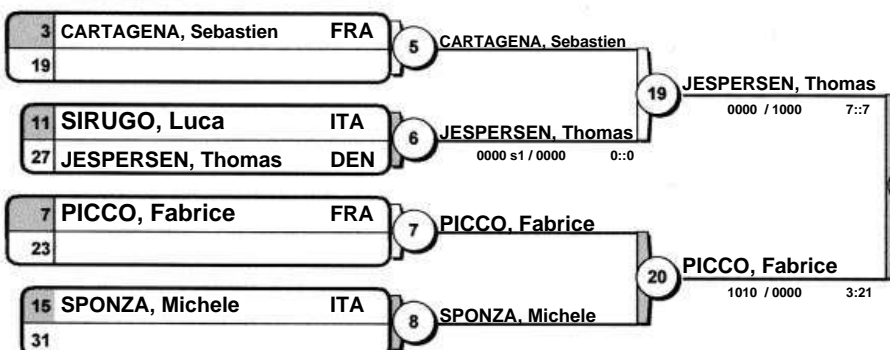 3 CARTAGENA, Sebastien FRA
19
5 CARTAGENA, Sebastien
11 SIRUGO, Luca ITA
27 JESPERSEN, Thomas DEN
6 JESPERSEN, Thomas
0000 s1 / 0000 0::0
19 JESPERSEN, Thomas
0000 / 1000 7::7
7 PICCO, Fabrice FRA
23
7 PICCO, Fabrice
15 SPONZA, Michele ITA
31
8 SPONZA, Michele
20 PICCO, Fabrice
1010 / 0000 3:21